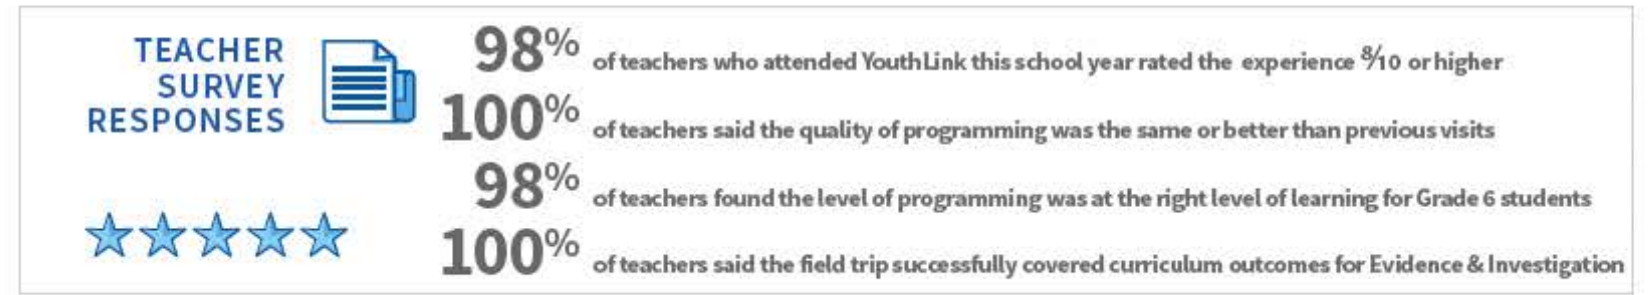 TEACHER
SURVEY
RESPONSES
98% of teachers who attended YouthLink this school year rated the experience 8/10 or higher
100% of teachers said the quality of programming was the same or better than previous visits
98% of teachers found the level of programming was at the right level of learning for Grade 6 students
100% of teachers said the field trip successfully covered curriculum outcomes for Evidence & Investigation